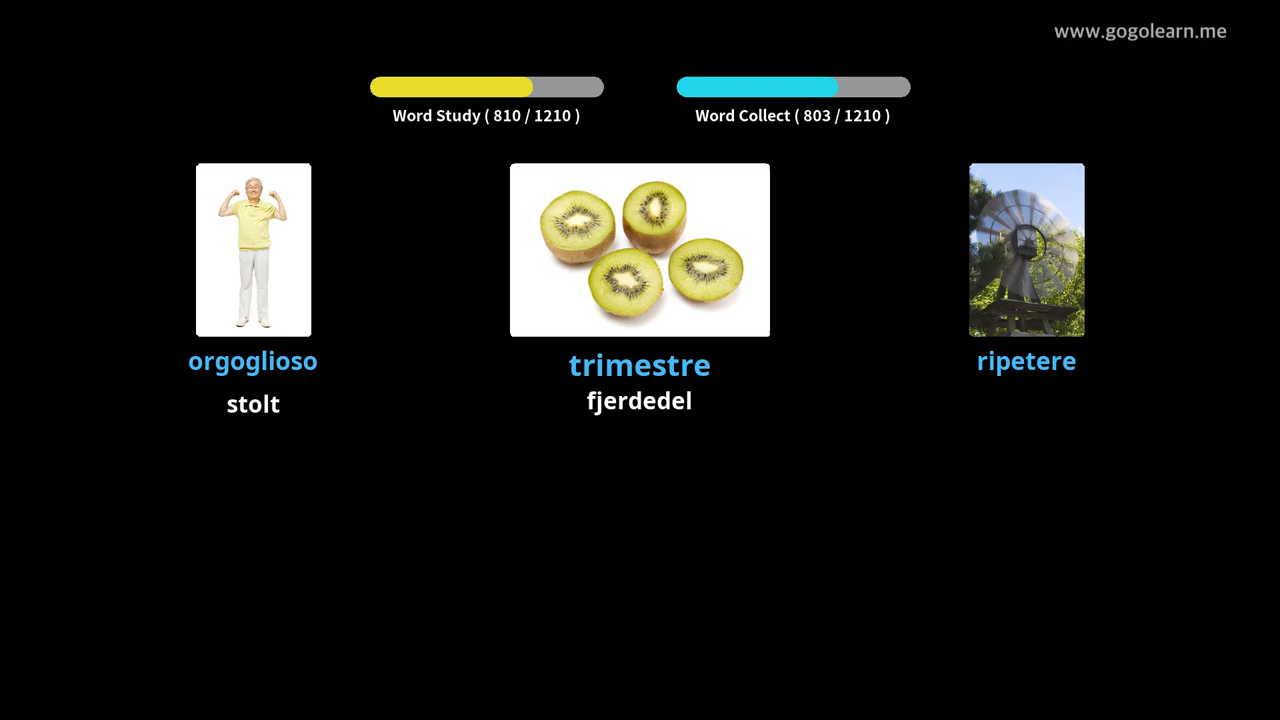 www.gogolearn.me
Word Study ( 810 / 1210 )
Word Collect ( 803 / 1210 )
orgoglioso
stolt
trimestre
fjerdedel
ripetere